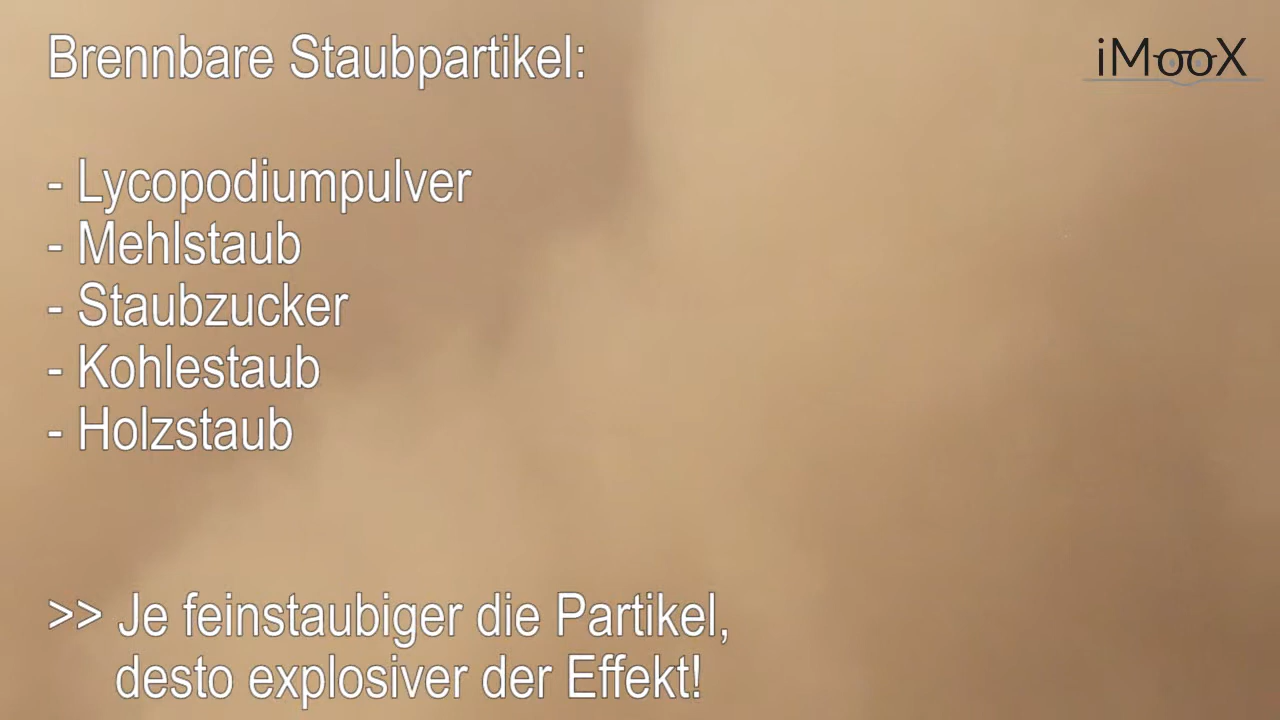 Brennbare Staubpartikel:
iMooX
- Lycopodiumpulver
- Mehlstaub
- Staubzucker
- Kohlestaub
- Holzstaub
>> Je feinstaubiger die Partikel,
desto explosiver der Effekt!